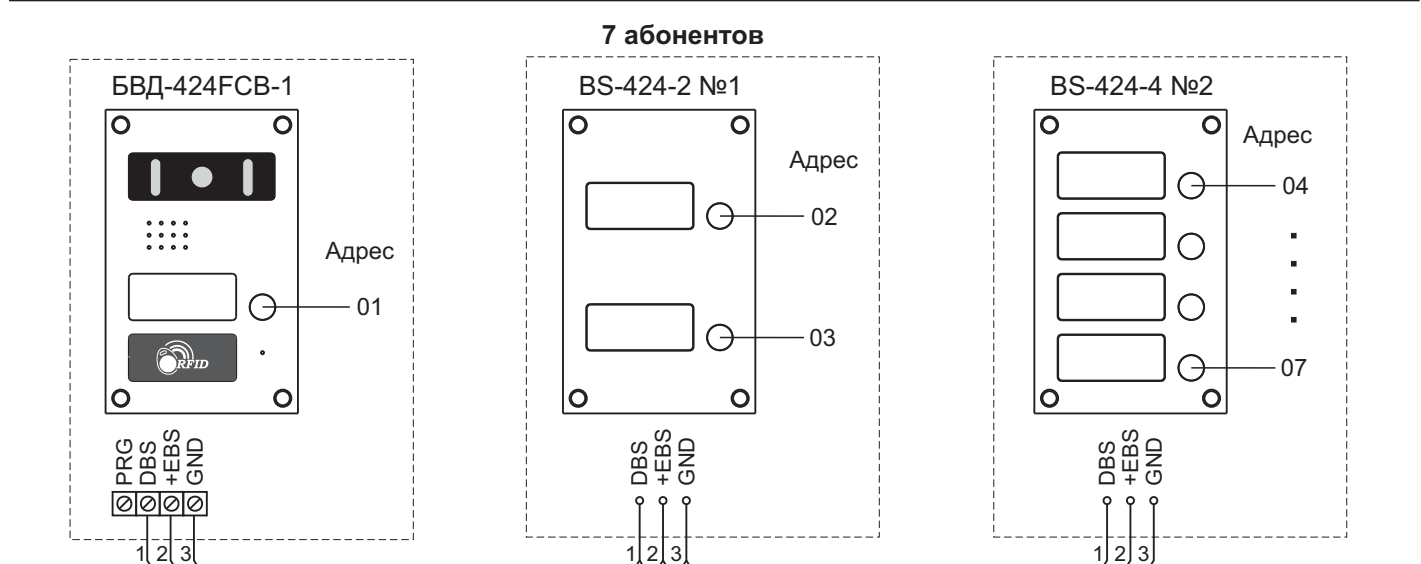 7 абонентов
БВД-424FCB-1
Адрес
01
RFID
PRG
DBS
+EBS
GND
1 2 3
BS-424-2 №1
Адрес
02
03
DBS
+EBS
GND
1 2 3
BS-424-4 №2
Адрес
04
07
DBS
+EBS
GND
1 2 3